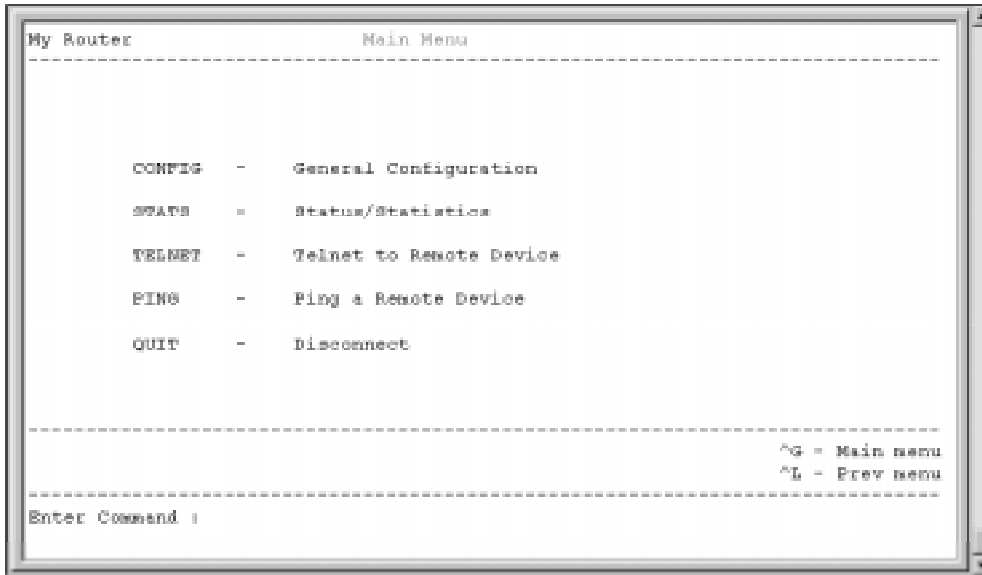 My Router Main Menu
CONFIG - General Configuration
STATS - Status/Statistics
TELNET - Telnet to Remote Device
PING - Ping a Remote Device
QUIT - Disconnect
^G - Main menu
^L - Prev menu
Enter Command :